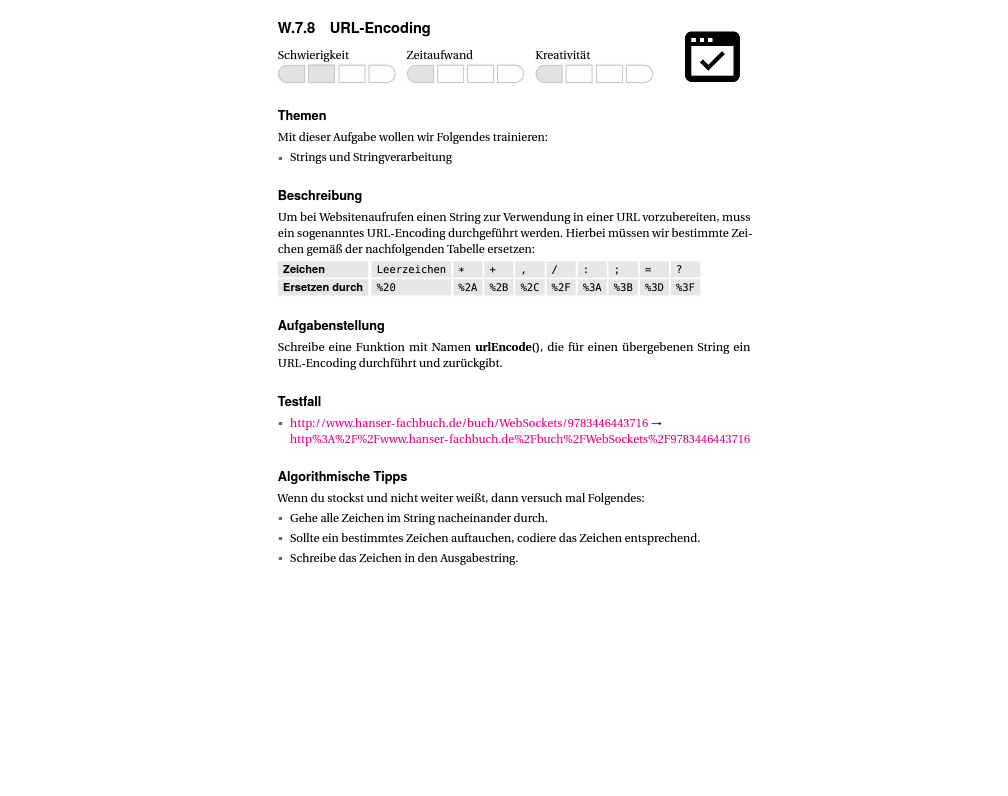 W.7.8 URL-Encoding
Schwierigkeit Zeitaufwand Kreativität
Themen
Mit dieser Aufgabe wollen wir Folgendes trainieren:
▪ Strings und Stringverarbeitung
Beschreibung
Um bei Websitenaufrufen einen String zur Verwendung in einer URL vorzubereiten, muss
ein sogenanntes URL-Encoding durchgeführt werden. Hierbei müssen wir bestimmte Zei-
chen gemäß der nachfolgenden Tabelle ersetzen:
Zeichen Leerzeichen * + , / : ; = ?
Ersetzen durch %20 %2A %2B %2C %2F %3A %3B %3D %3F
Aufgabenstellung
Schreibe eine Funktion mit Namen urlEncode(), die für einen übergebenen String ein
URL-Encoding durchführt und zurückgibt.
Testfall
▪ http://www.hanser-fachbuch.de/buch/WebSockets/9783446443716 →
http%3A%2F%2Fwww.hanser-fachbuch.de%2Fbuch%2FWebSockets%2F9783446443716
Algorithmische Tipps
Wenn du stockst und nicht weiter weißt, dann versuch mal Folgendes:
▪ Gehe alle Zeichen im String nacheinander durch.
▪ Sollte ein bestimmtes Zeichen auftauchen, codiere das Zeichen entsprechend.
▪ Schreibe das Zeichen in den Ausgabestring.